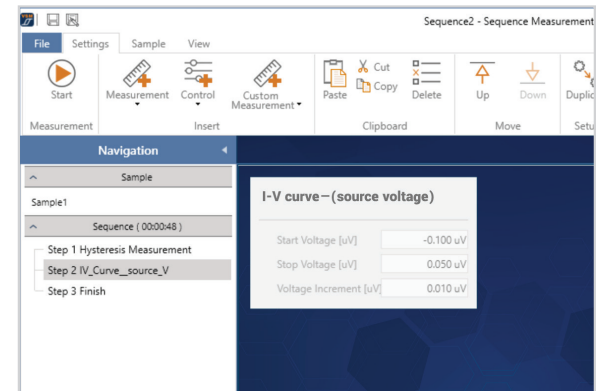 Sequence2 - Sequence Measurement
File Settings Sample View
Start Measurement Control Custom Measurement Paste Cut Copy Delete Up Down
Measurement Insert Clipboard Move
Navigation
Sample
Sample1
Sequence ( 00:00:48 )
Step 1 Hysteresis Measurement
Step 2 IV_Curve__source_V
Step 3 Finish
I-V curve—(source voltage)
Start Voltage [uV] -0.100 uV
Stop Voltage [uV] 0.050 uV
Voltage Increment [uV] 0.010 uV